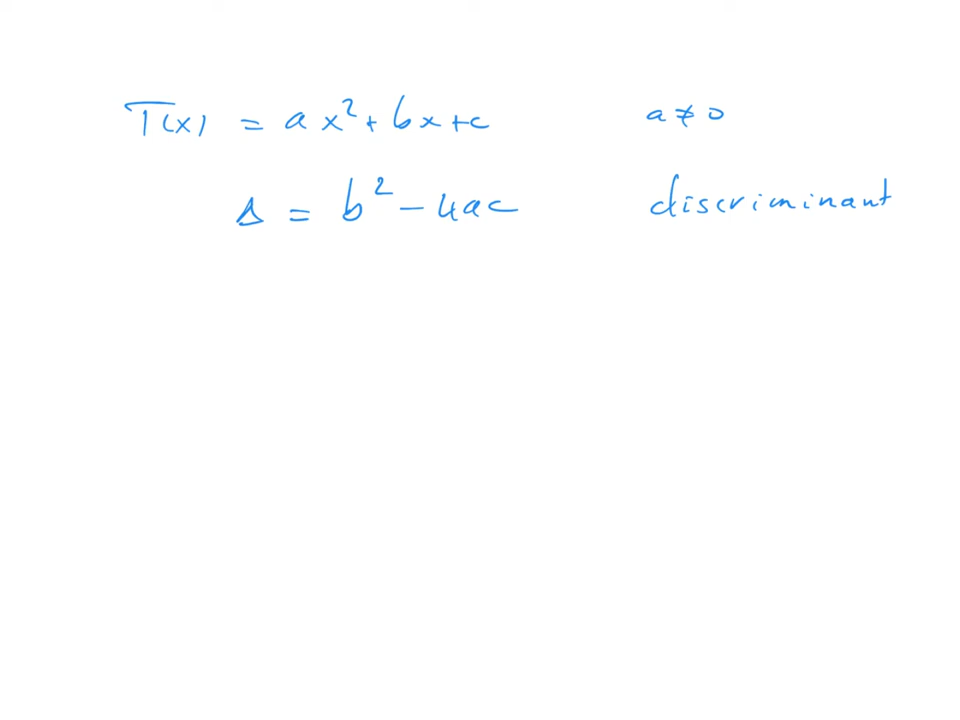 T(x) = ax² + bx + c a ≠ 0
Δ = b² - 4ac discriminant